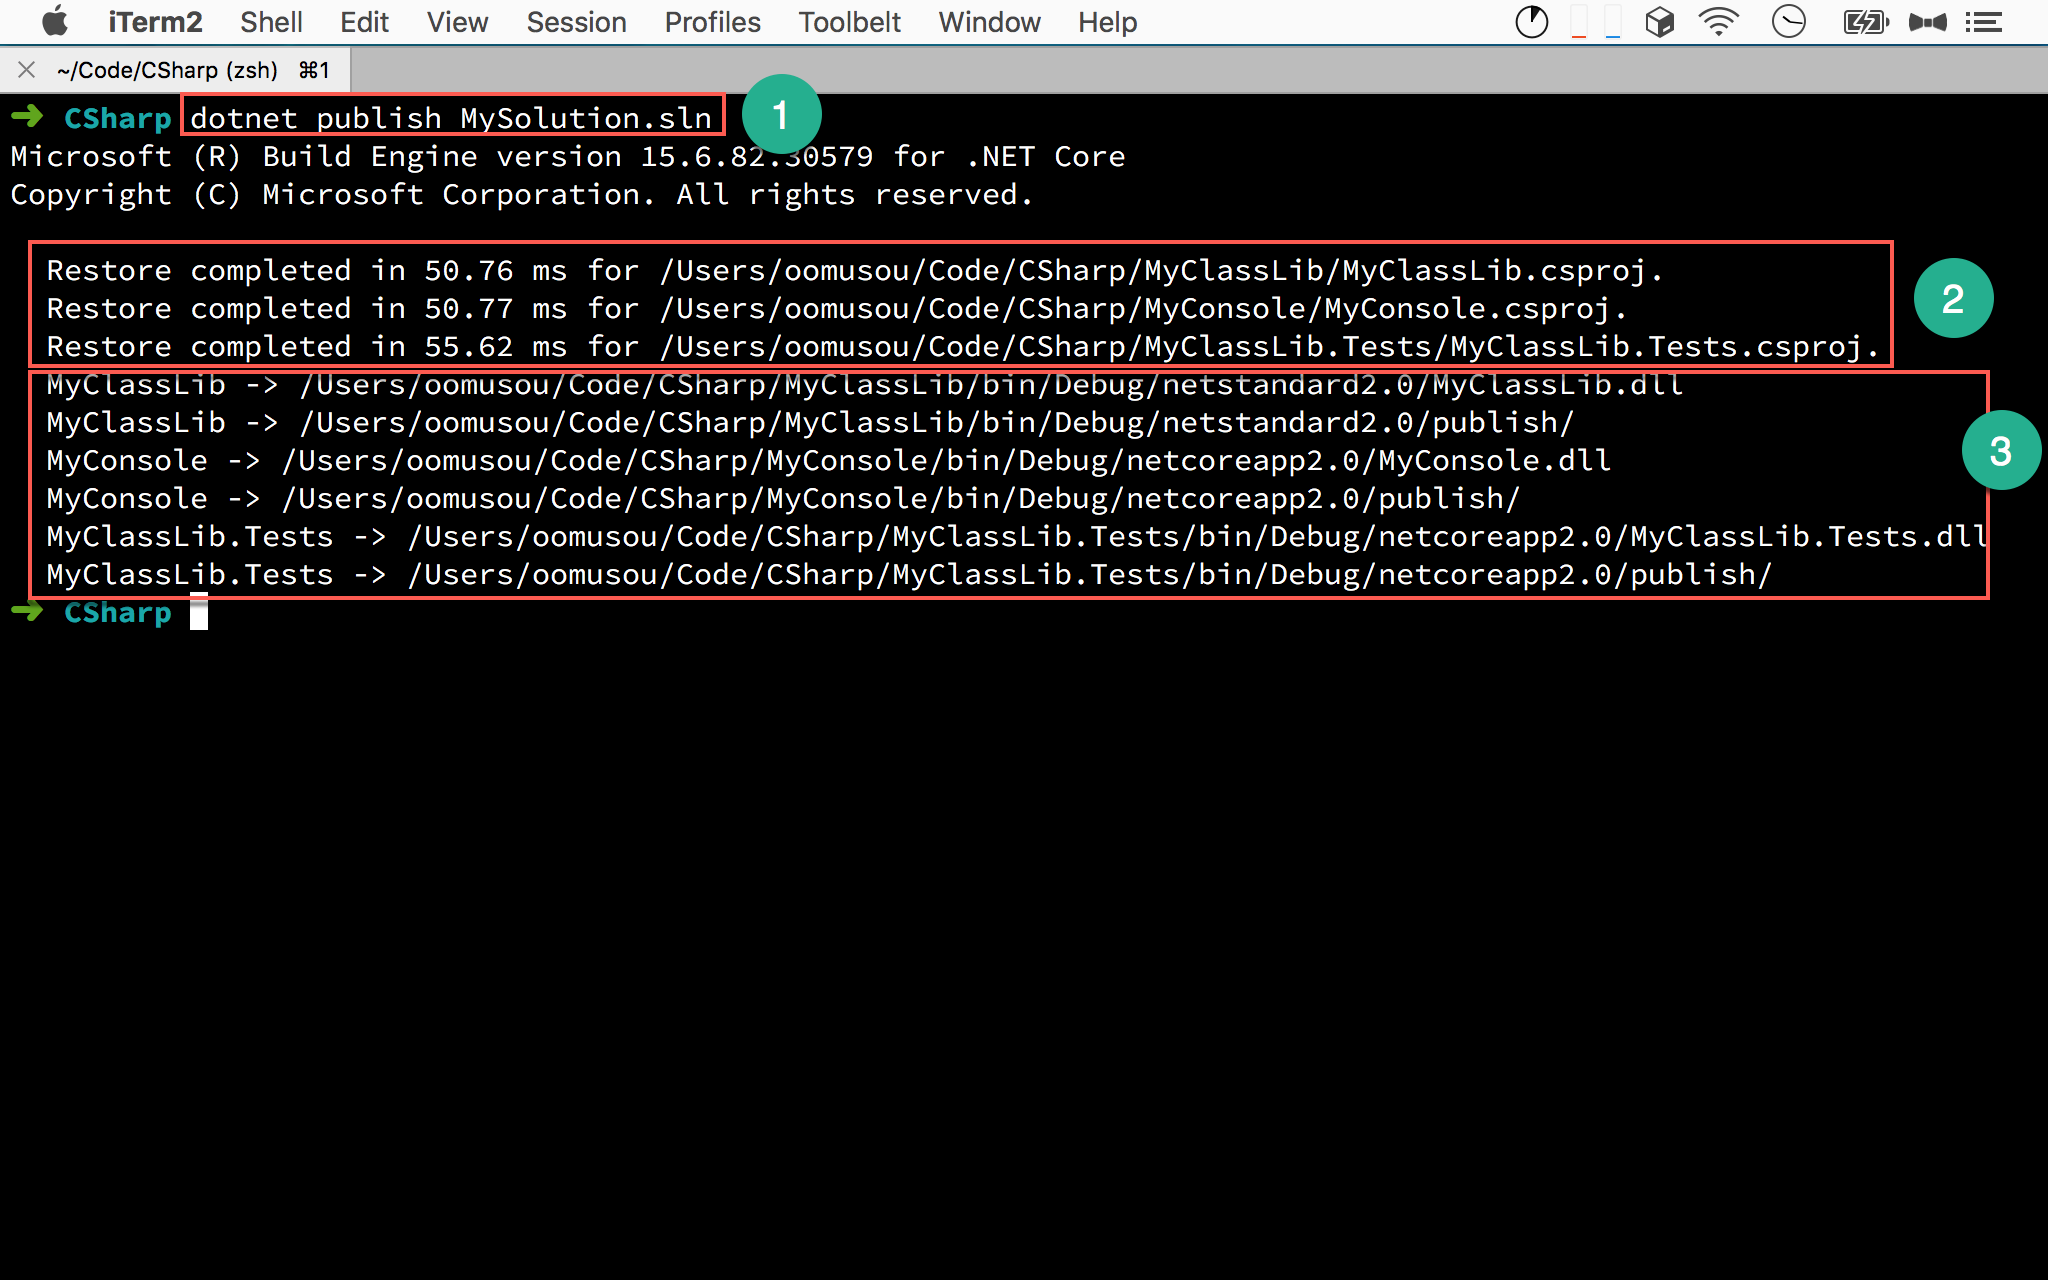 iTerm2 Shell Edit View Session Profiles Toolbelt Window Help
~/Code/CSharp (zsh) ⌘1
➜ CSharp dotnet publish MySolution.sln 1
Microsoft (R) Build Engine version 15.6.82.30579 for .NET Core
Copyright (C) Microsoft Corporation. All rights reserved.
Restore completed in 50.76 ms for /Users/oomusou/Code/CSharp/MyClassLib/MyClassLib.csproj.
Restore completed in 50.77 ms for /Users/oomusou/Code/CSharp/MyConsole/MyConsole.csproj.
2
Restore completed in 55.62 ms for /Users/oomusou/Code/CSharp/MyClassLib.Tests/MyClassLib.Tests.csproj.
MyClassLib -> /Users/oomusou/Code/CSharp/MyClassLib/bin/Debug/netstandard2.0/MyClassLib.dll
MyClassLib -> /Users/oomusou/Code/CSharp/MyClassLib/bin/Debug/netstandard2.0/publish/
MyConsole -> /Users/oomusou/Code/CSharp/MyConsole/bin/Debug/netcoreapp2.0/MyConsole.dll
3
MyConsole -> /Users/oomusou/Code/CSharp/MyConsole/bin/Debug/netcoreapp2.0/publish/
MyClassLib.Tests -> /Users/oomusou/Code/CSharp/MyClassLib.Tests/bin/Debug/netcoreapp2.0/MyClassLib.Tests.dll
MyClassLib.Tests -> /Users/oomusou/Code/CSharp/MyClassLib.Tests/bin/Debug/netcoreapp2.0/publish/
➜ CSharp